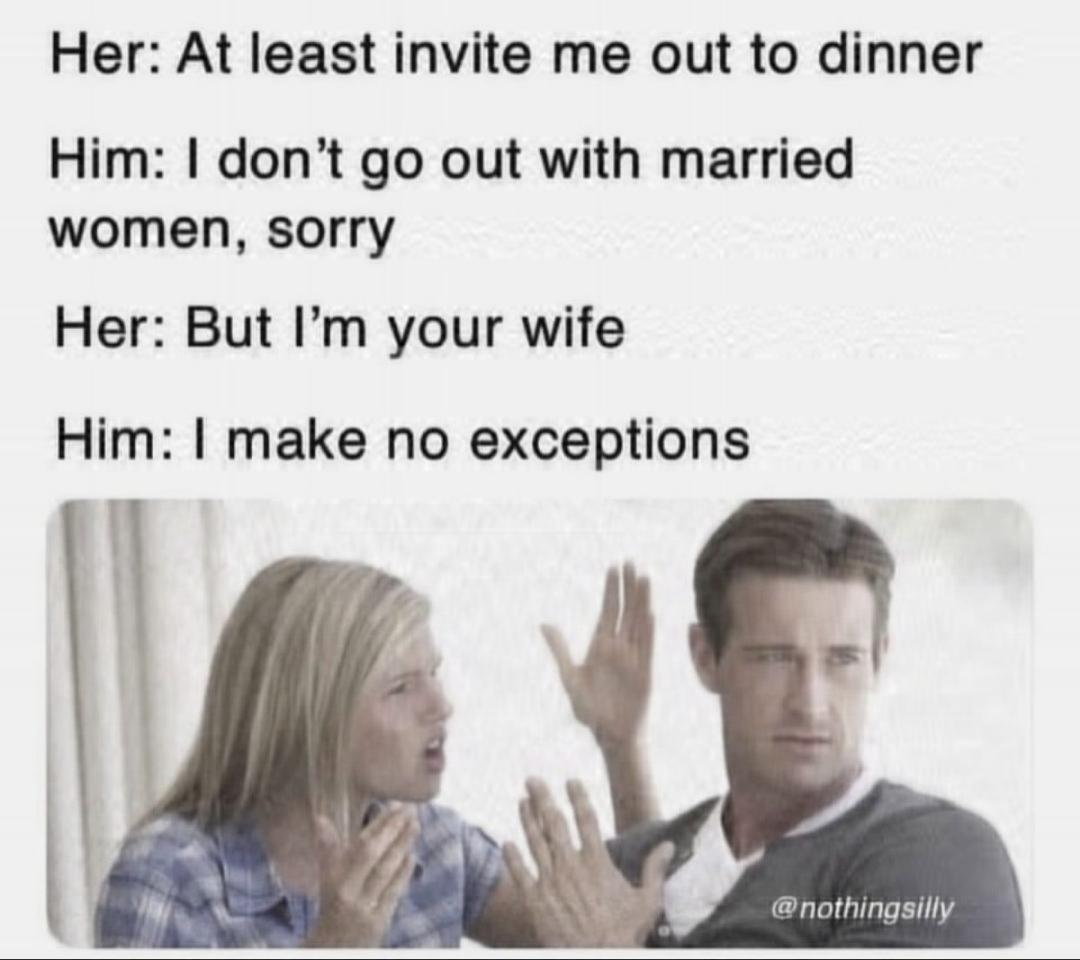 Her: At least invite me out to dinner
Him: I don’t go out with married
women, sorry
Her: But I’m your wife
Him: I make no exceptions
@nothingsilly